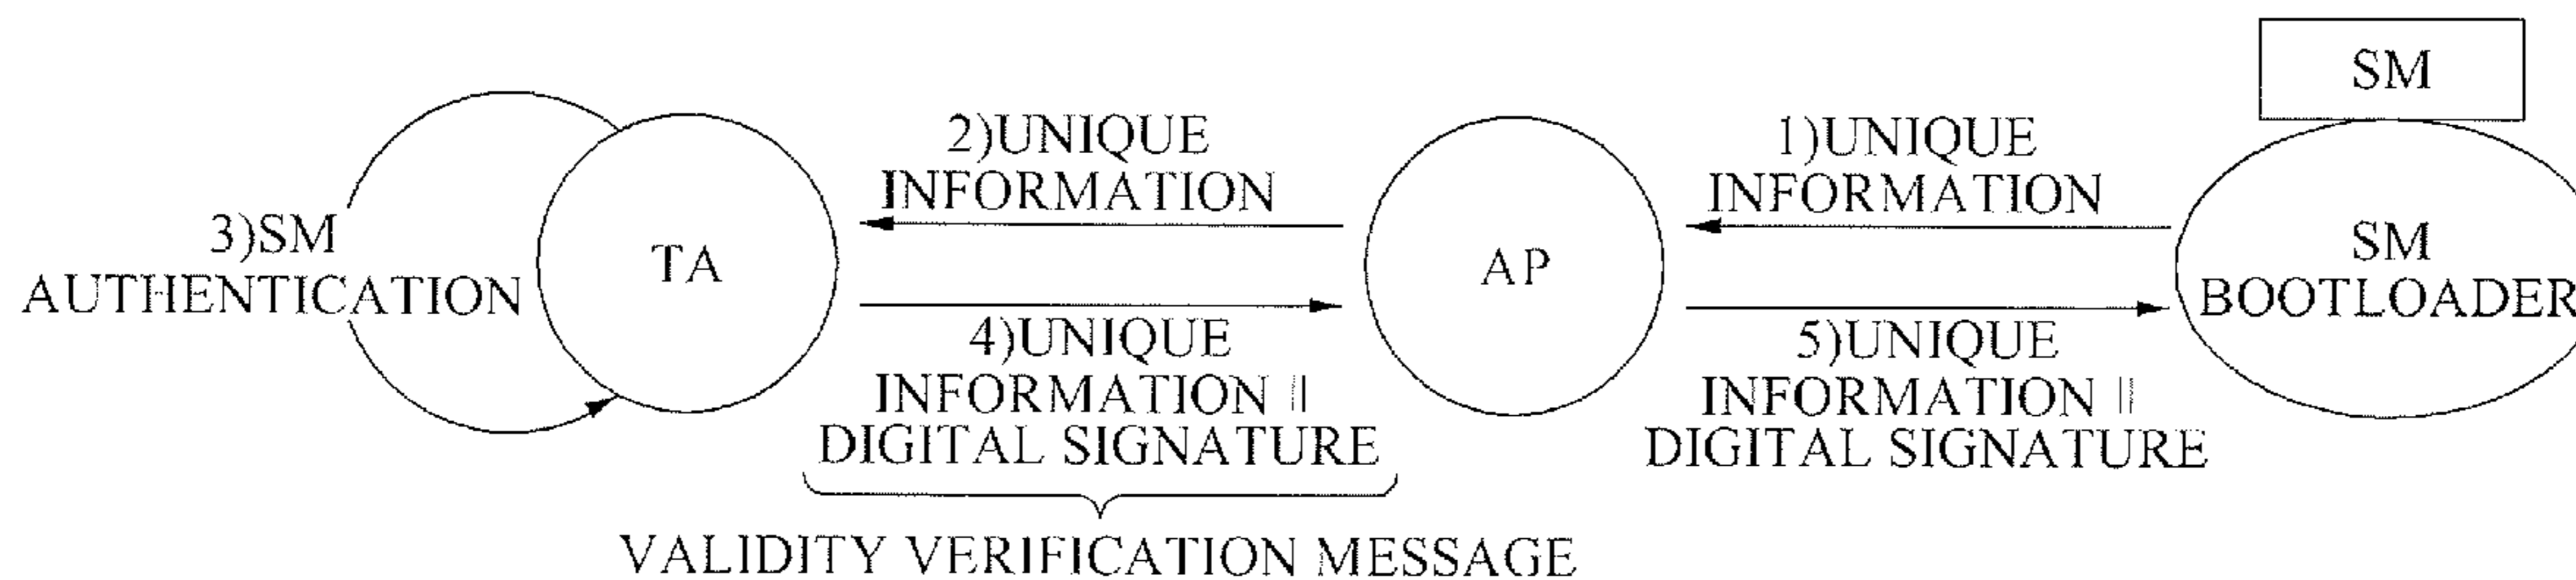 SM
2)UNIQUE
INFORMATION
1)UNIQUE
INFORMATION
3)SM
AUTHENTICATION
TA
AP
SM
BOOTLOADER
4)UNIQUE
INFORMATION ||
DIGITAL SIGNATURE
5)UNIQUE
INFORMATION ||
DIGITAL SIGNATURE
VALIDITY VERIFICATION MESSAGE